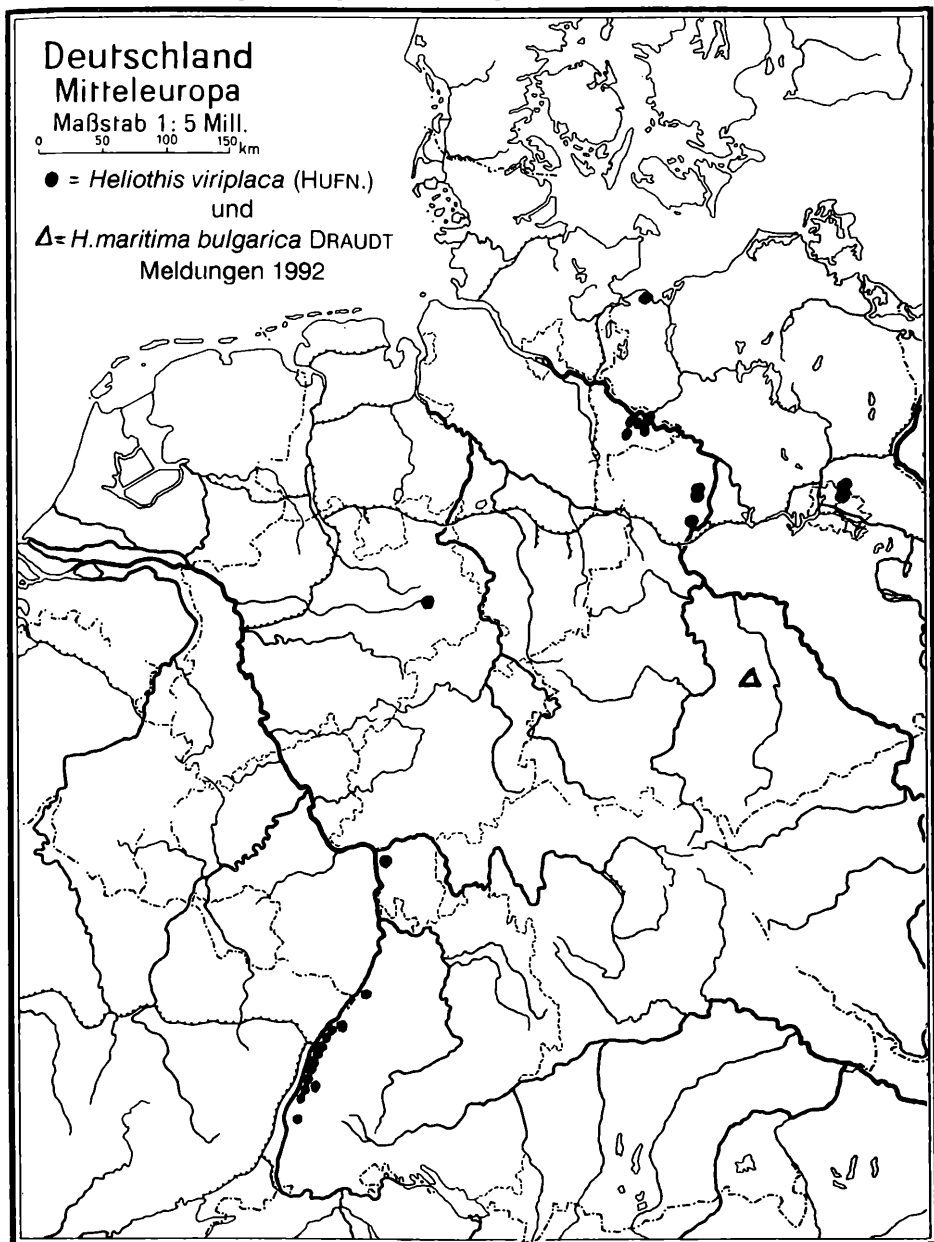 Deutschland
Mitteleuropa
Maßstab 1: 5 Mill.
0 50 100 150 km
● = Heliothis viriplaca (HUFN.)
und
Δ = H. maritima bulgarica DRAUDT
Meldungen 1992